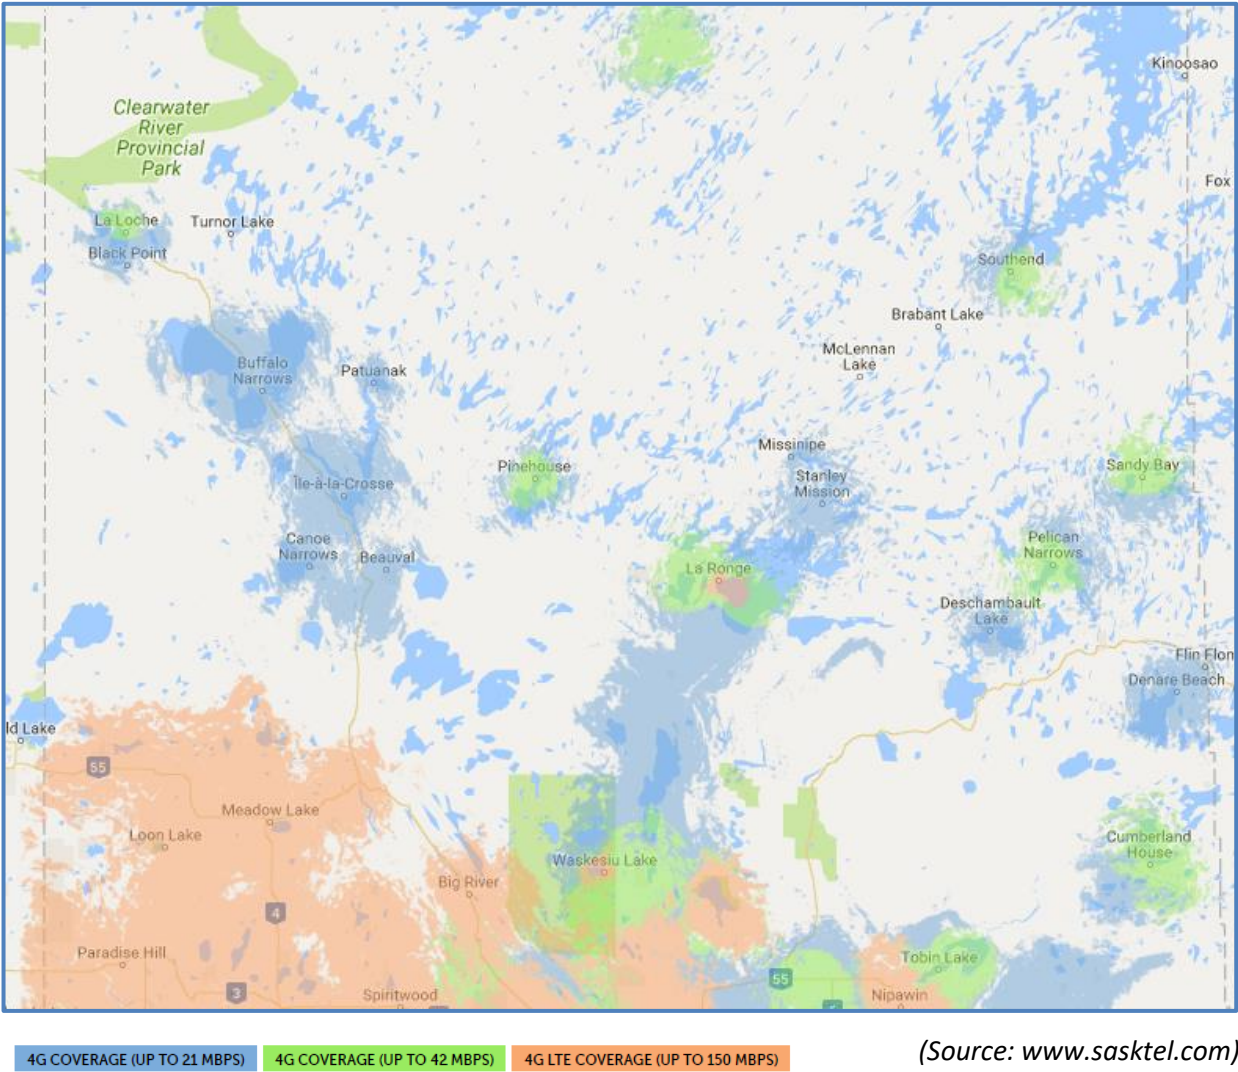 Kinoosao
Clearwater
River
Provincial
Park
Fox
La Loche
Turnor Lake
Black Point
Southend
Brabant Lake
McLennan
Lake
Buffalo
Narrows
Patuanak
Missinipe
Pinehouse
Sandy Bay
Stanley
Mission
Île-à-la-Crosse
Canoe
Narrows
Beauval
Pelican
Narrows
La Ronge
Deschambault
Lake
Flin Flon
Denare Beach
ld Lake
55
Meadow Lake
Loon Lake
Cumberland
House
Waskesiu Lake
Big River
4
Paradise Hill
Tobin Lake
55
3
Spiritwood
Nipawin
4G COVERAGE (UP TO 21 MBPS)
4G COVERAGE (UP TO 42 MBPS)
4G LTE COVERAGE (UP TO 150 MBPS)
(Source: www.sasktel.com)